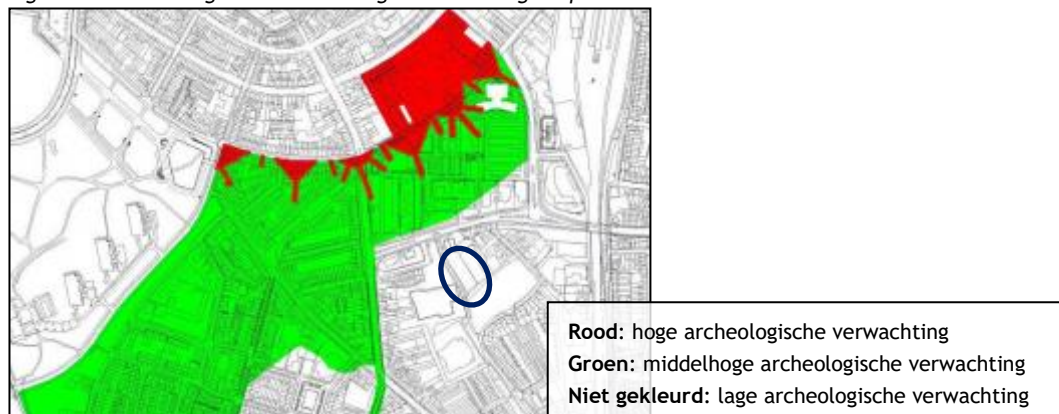 Rood: hoge archeologische verwachting
Groen: middelhoge archeologische verwachting
Niet gekleurd: lage archeologische verwachting